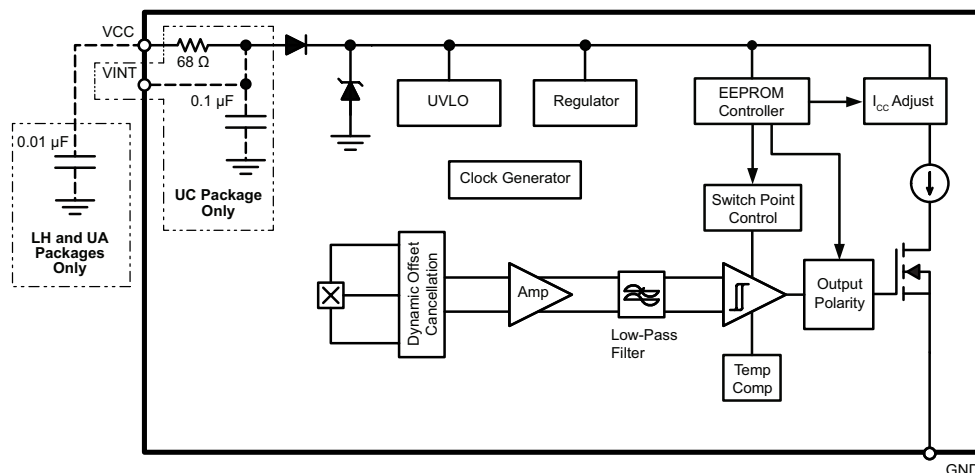 VCC
68 Ω
VINT
0.1 µF
0.01 µF
UC Package
Only
LH and UA
Packages
Only
UVLO
Regulator
EEPROM
Controller
ICC Adjust
Clock Generator
Switch Point
Control
Dynamic Offset
Cancellation
Amp
Low-Pass
Filter
Output
Polarity
Temp
Comp
GND